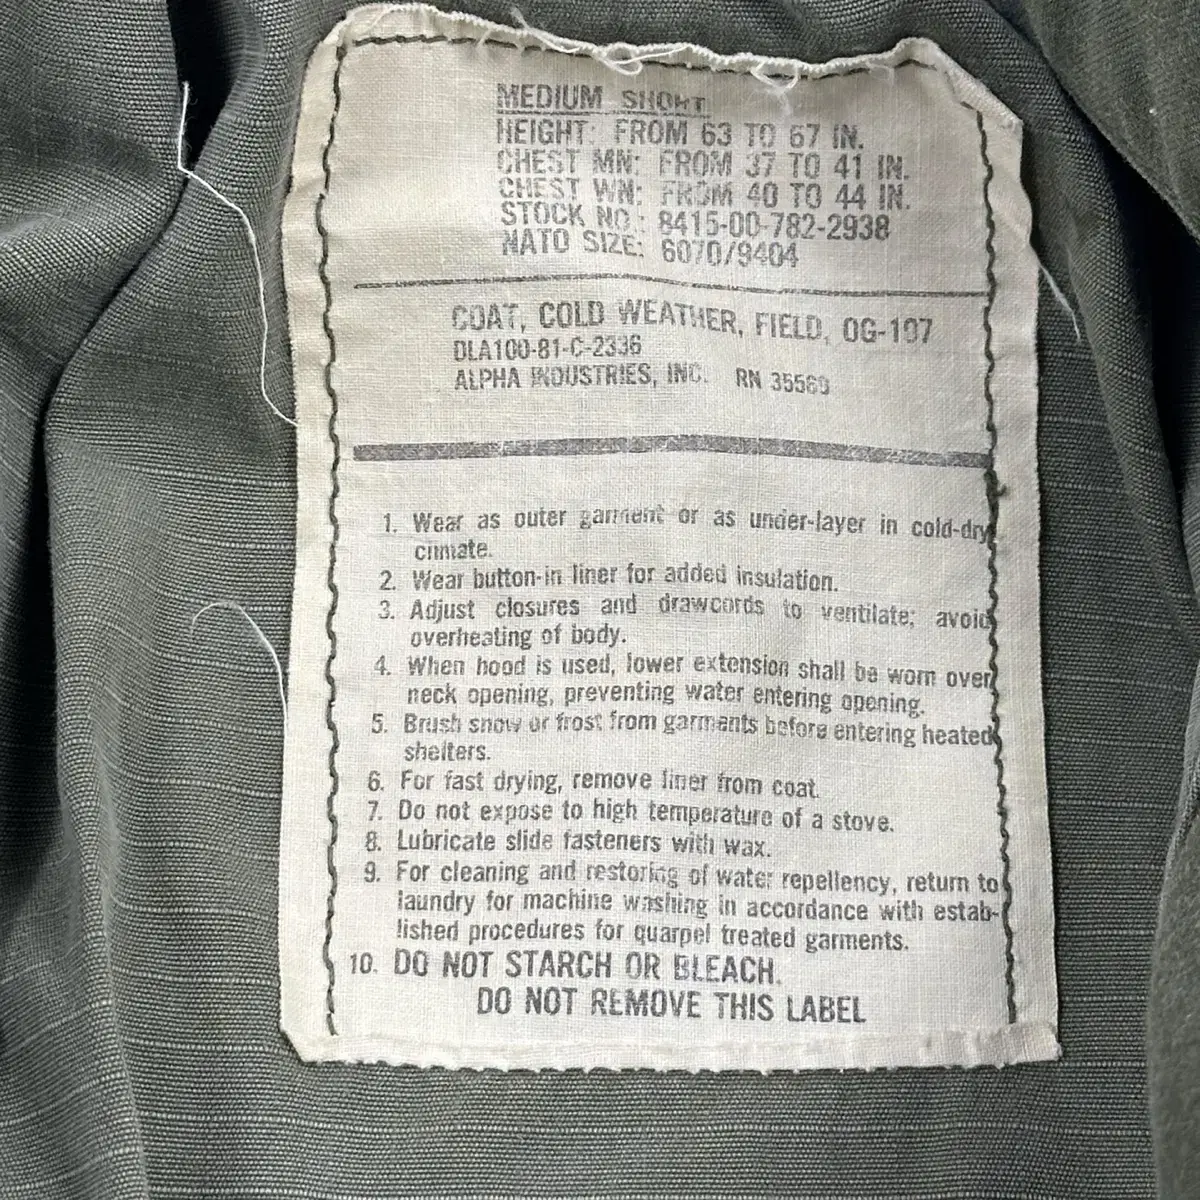 MEDIUM SHORT
HEIGHT: FROM 63 TO 67 IN.
CHEST MN: FROM 37 TO 41 IN.
CHEST WN: FROM 40 TO 44 IN.
STOCK NO.: 8415-00-782-2938
NATO SIZE: 6070/9404
COAT, COLD WEATHER, FIELD, OG-107
DLA100-81-C-2336
ALPHA INDUSTRIES, INC. RN 35589
1. Wear as outer garment or as under-layer in cold-dry
climate.
2. Wear button-in liner for added insulation.
3. Adjust closures and drawcords to ventilate; avoid
overheating of body.
4. When hood is used, lower extension shall be worn over
neck opening, preventing water entering opening.
5. Brush snow or frost from garments before entering heated
shelters.
6. For fast drying, remove liner from coat.
7. Do not expose to high temperature of a stove.
8. Lubricate slide fasteners with wax.
9. For cleaning and restoring of water repellency, return to
laundry for machine washing in accordance with estab-
lished procedures for quarpel treated garments.
10. DO NOT STARCH OR BLEACH.
DO NOT REMOVE THIS LABEL